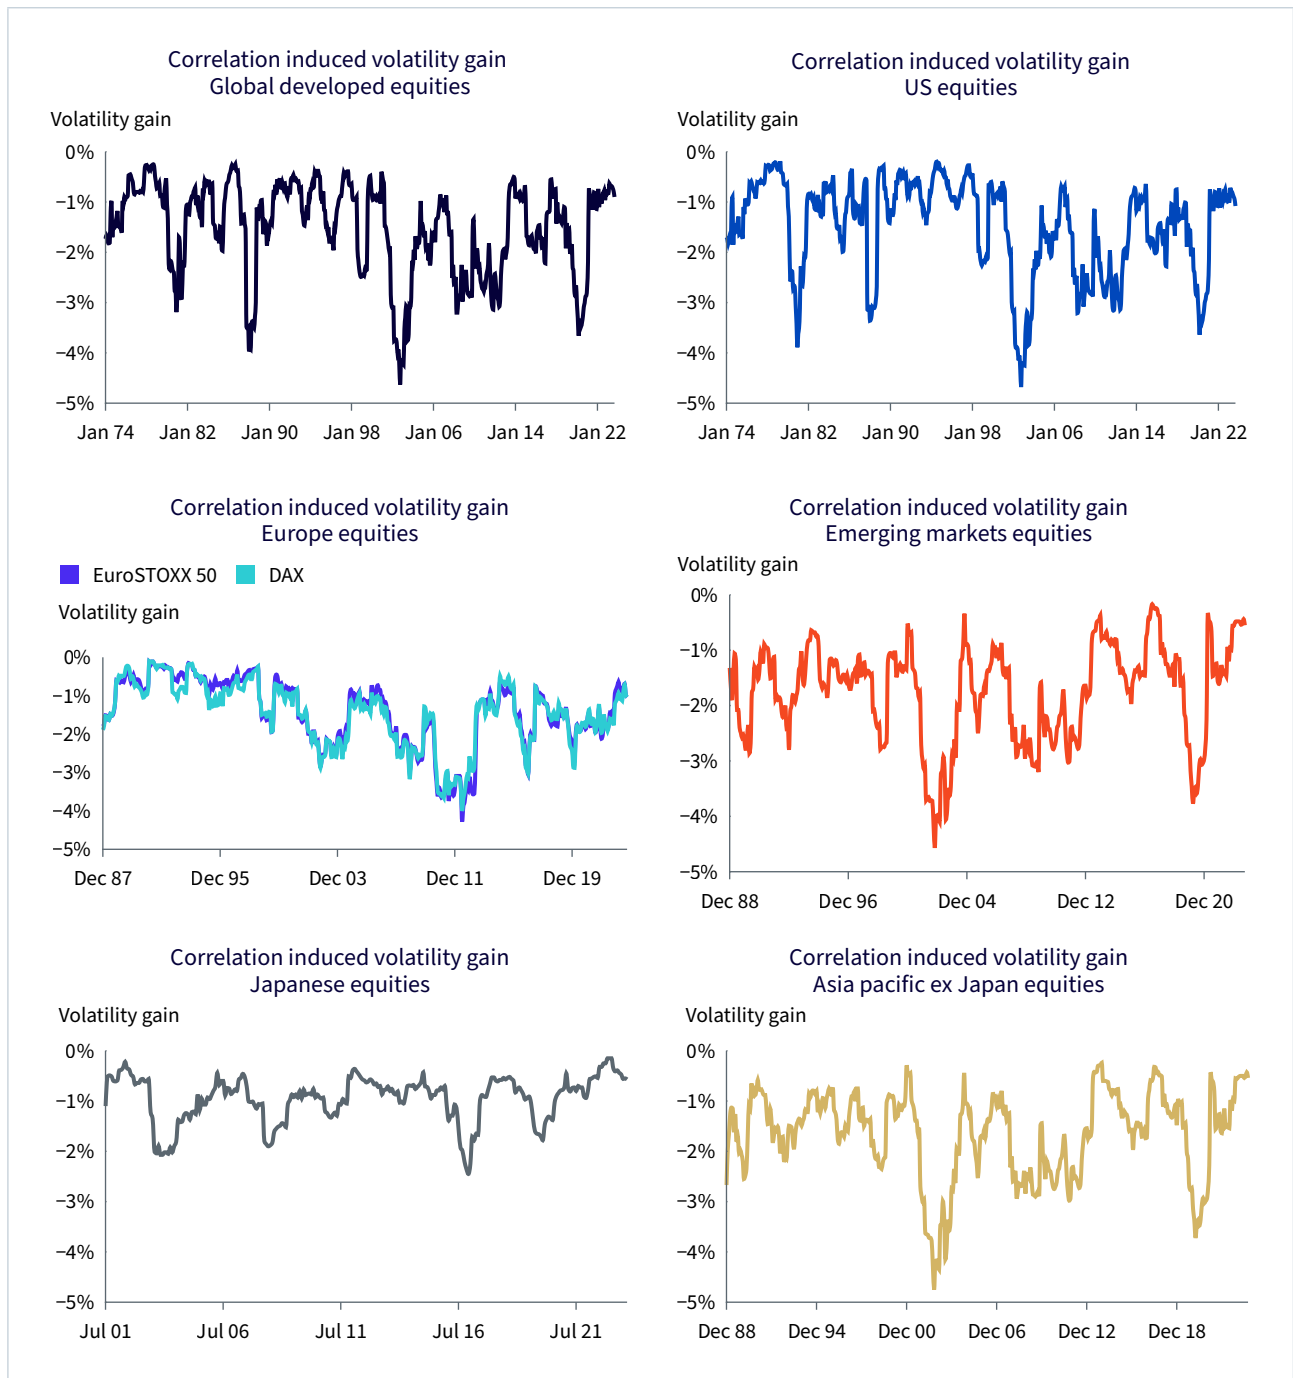 Correlation induced volatility gain
Global developed equities
Volatility gain
0%
−1%
−2%
−3%
−4%
−5%
Jan 74 Jan 82 Jan 90 Jan 98 Jan 06 Jan 14 Jan 22
Correlation induced volatility gain
US equities
Volatility gain
0%
−1%
−2%
−3%
−4%
−5%
Jan 74 Jan 82 Jan 90 Jan 98 Jan 06 Jan 14 Jan 22
Correlation induced volatility gain
Europe equities
EuroSTOXX 50 DAX
Volatility gain
0%
−1%
−2%
−3%
−4%
−5%
Dec 87 Dec 95 Dec 03 Dec 11 Dec 19
Correlation induced volatility gain
Emerging markets equities
Volatility gain
0%
−1%
−2%
−3%
−4%
−5%
Dec 88 Dec 96 Dec 04 Dec 12 Dec 20
Correlation induced volatility gain
Japanese equities
Volatility gain
0%
−1%
−2%
−3%
−4%
−5%
Jul 01 Jul 06 Jul 11 Jul 16 Jul 21
Correlation induced volatility gain
Asia pacific ex Japan equities
Volatility gain
0%
−1%
−2%
−3%
−4%
−5%
Dec 88 Dec 94 Dec 00 Dec 06 Dec 12 Dec 18